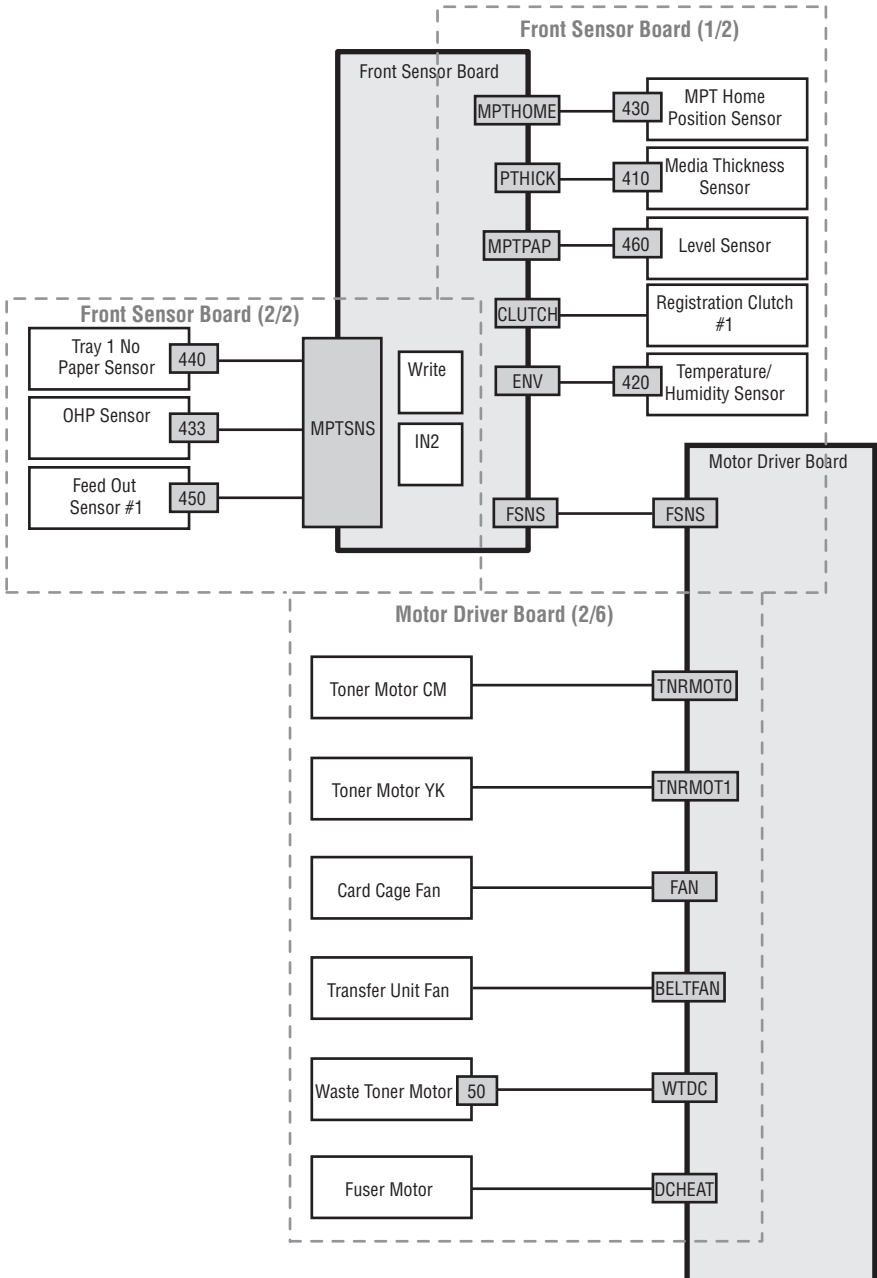 Front Sensor Board (1/2)
Front Sensor Board
MPTHOME
430
MPT Home
Position Sensor
PTHICK
410
Media Thickness
Sensor
MPTPAP
460
Level Sensor
CLUTCH
Registration Clutch
#1
ENV
420
Temperature/
Humidity Sensor
Front Sensor Board (2/2)
Tray 1 No
Paper Sensor
440
OHP Sensor
433
Feed Out
Sensor #1
450
MPTSNS
Write
IN2
FSNS
FSNS
Motor Driver Board
Motor Driver Board (2/6)
Toner Motor CM
TNRMOT0
Toner Motor YK
TNRMOT1
Card Cage Fan
FAN
Transfer Unit Fan
BELTFAN
Waste Toner Motor
50
WTDC
Fuser Motor
DCHEAT